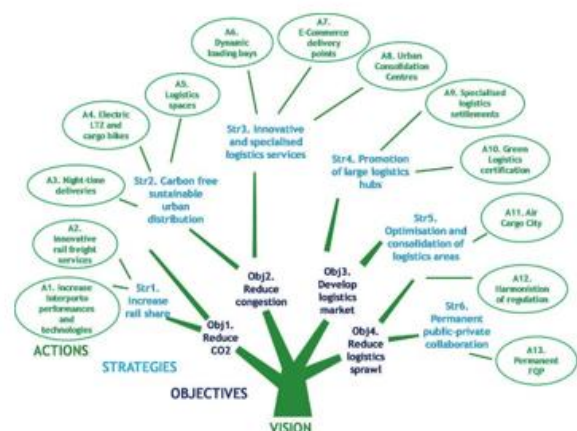 A6.
Dynamic
loading bays
A7.
E-Commerce
delivery
points
A8. Urban
Consolidation
Centres
A5.
Logistics
spaces
A9. Specialised
logistics
settlements
A4. Electric
LTZ and
cargo bikes
Str3. Innovative
and specialised
logistics services
Str4. Promotion
of large logistics
hubs
A10. Green
Logistics
certification
A3. Night-time
deliveries
Str2. Carbon free
sustainable
urban
distribution
Str5.
Optimisation and
consolidation of
logistics areas
A11. Air
Cargo City
A2.
Innovative
rail freight
services
A1. Increase
interporto
performances
and
technologies
Str1. Increase
rail share
Obj1.
Reduce
CO2
Obj2.
Reduce
congestion
Obj3.
Develop
logistics
market
Obj4.
Reduce
logistics
sprawl
A12.
Harmonistion
of regulation
Str6.
Permanent
public-private
collaboration
A13.
Permanent
FQP
ACTIONS
STRATEGIES
OBJECTIVES
VISION